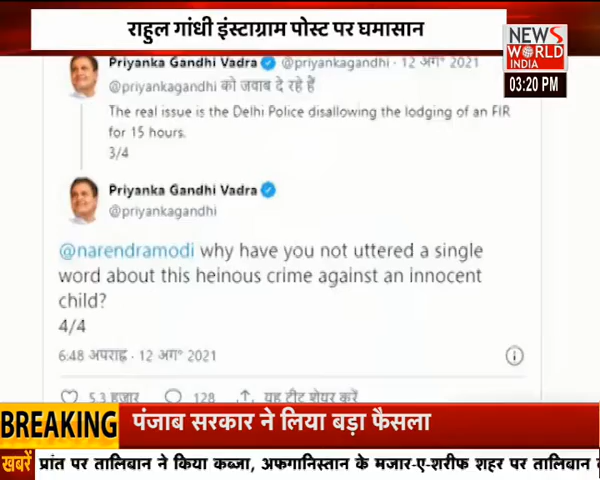 राहुल गांधी इंस्टाग्राम पोस्ट पर घमासान
NEWS
WORLD
INDIA
03:20 PM
Priyanka Gandhi Vadra @priyankagandhi · 12 अग॰ 2021
@priyankagandhi को जवाब दे रहे हैं
The real issue is the Delhi Police disallowing the lodging of an FIR
for 15 hours.
3/4
Priyanka Gandhi Vadra
@priyankagandhi
@narendramodi why have you not uttered a single
word about this heinous crime against an innocent
child?
4/4
6:48 अपराह्न · 12 अग॰ 2021
5.3 हज़ार 128 यह ट्वीट शेयर करें
BREAKING
पंजाब सरकार ने लिया बड़ा फैसला
खबरें
प्रांत पर तालिबान ने किया कब्जा, अफगानिस्तान के मजार-ए-शरीफ शहर पर तालिबान